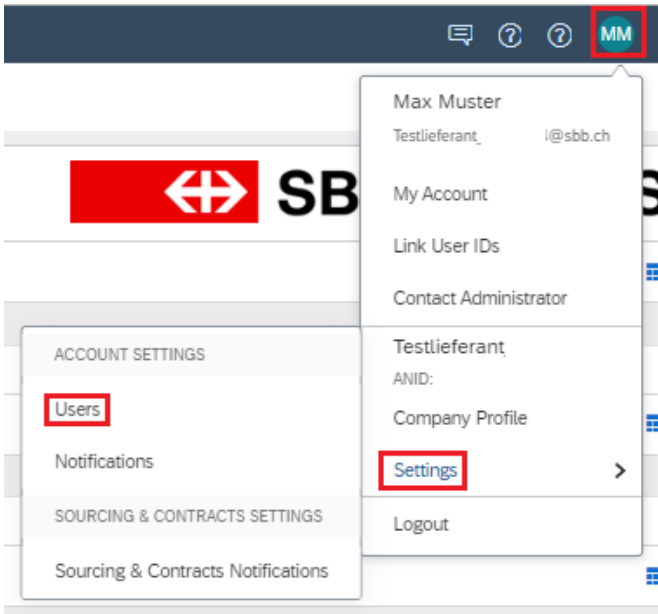 MM
Max Muster
Testlieferant_ @sbb.ch
SB
S
My Account
Link User IDs
Contact Administrator
Testlieferant
ANID:
Company Profile
Settings
Logout
ACCOUNT SETTINGS
Users
Notifications
SOURCING & CONTRACTS SETTINGS
Sourcing & Contracts Notifications